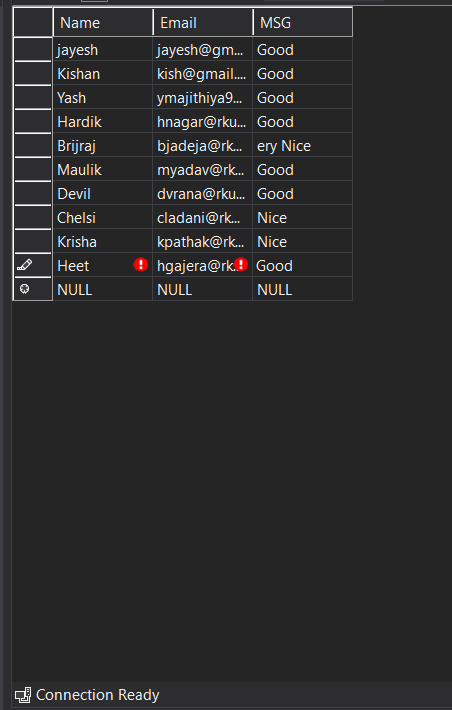 Name Email MSG
jayesh jayesh@gm... Good
Kishan kish@gmail.... Good
Yash ymajithiya9... Good
Hardik hnagar@rku... Good
Brijraj bjadeja@rk... ery Nice
Maulik myadav@rk... Good
Devil dvrana@rku... Good
Chelsi cladani@rk... Nice
Krisha kpathak@rk... Nice
Heet hgajera@rk... Good
NULL NULL NULL
Connection Ready